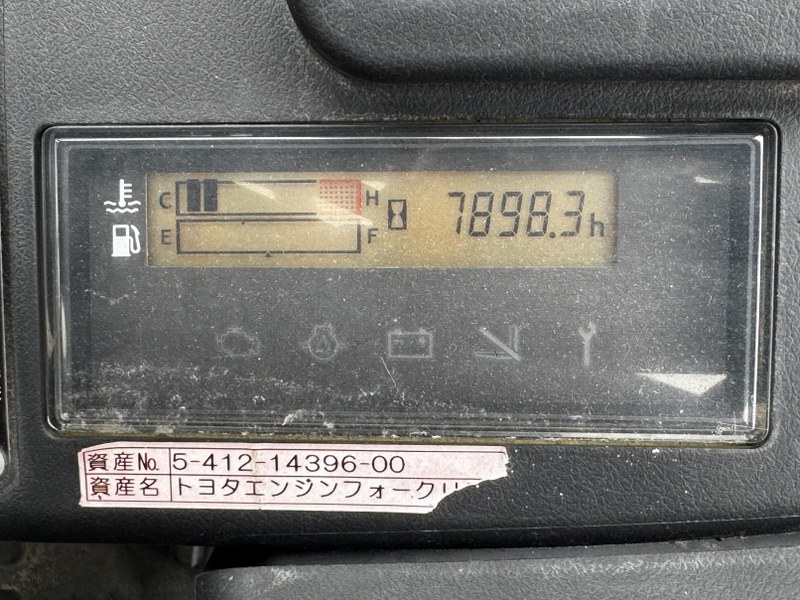 C H 7898.3h
E F
資産No. 5-412-14396-00
資産名 トヨタエンジンフォークリ